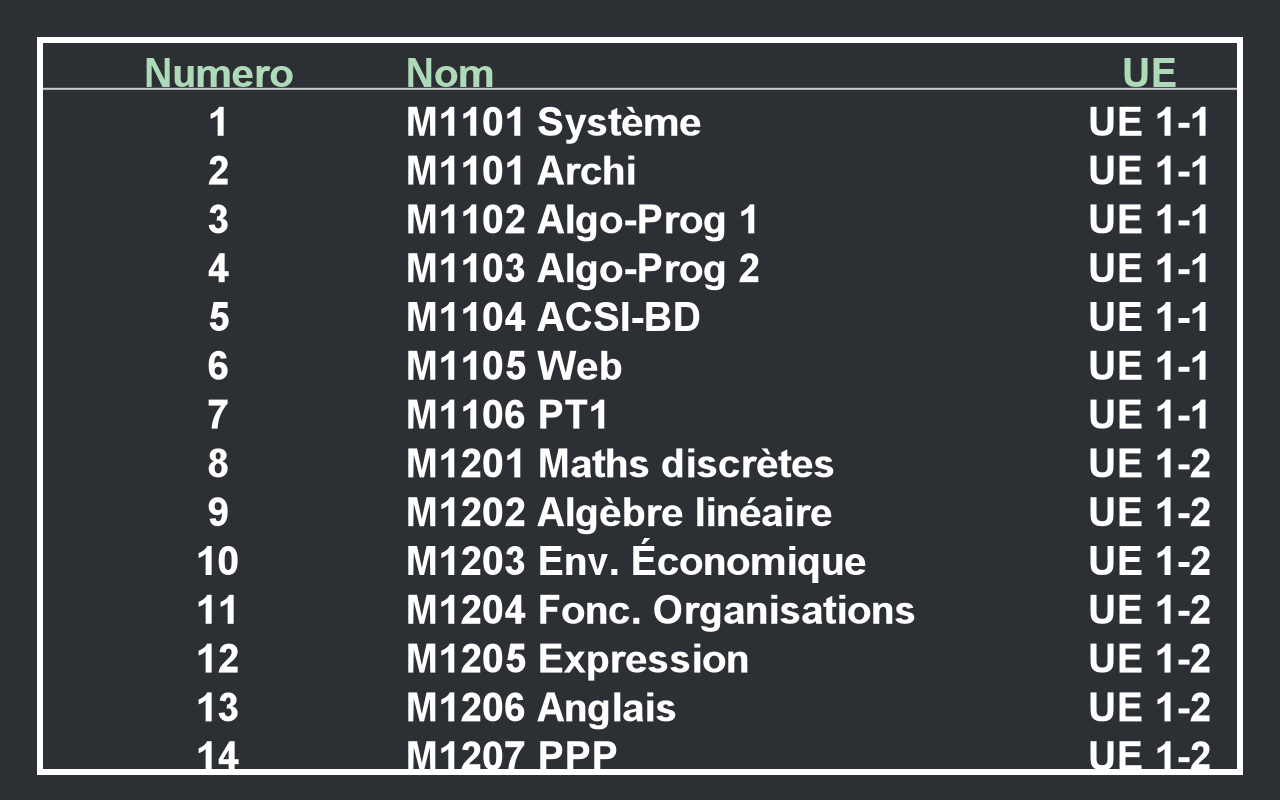 Numero Nom UE
1 M1101 Système UE 1-1
2 M1101 Archi UE 1-1
3 M1102 Algo-Prog 1 UE 1-1
4 M1103 Algo-Prog 2 UE 1-1
5 M1104 ACSI-BD UE 1-1
6 M1105 Web UE 1-1
7 M1106 PT1 UE 1-1
8 M1201 Maths discrètes UE 1-2
9 M1202 Algèbre linéaire UE 1-2
10 M1203 Env. Économique UE 1-2
11 M1204 Fonc. Organisations UE 1-2
12 M1205 Expression UE 1-2
13 M1206 Anglais UE 1-2
14 M1207 PPP UE 1-2